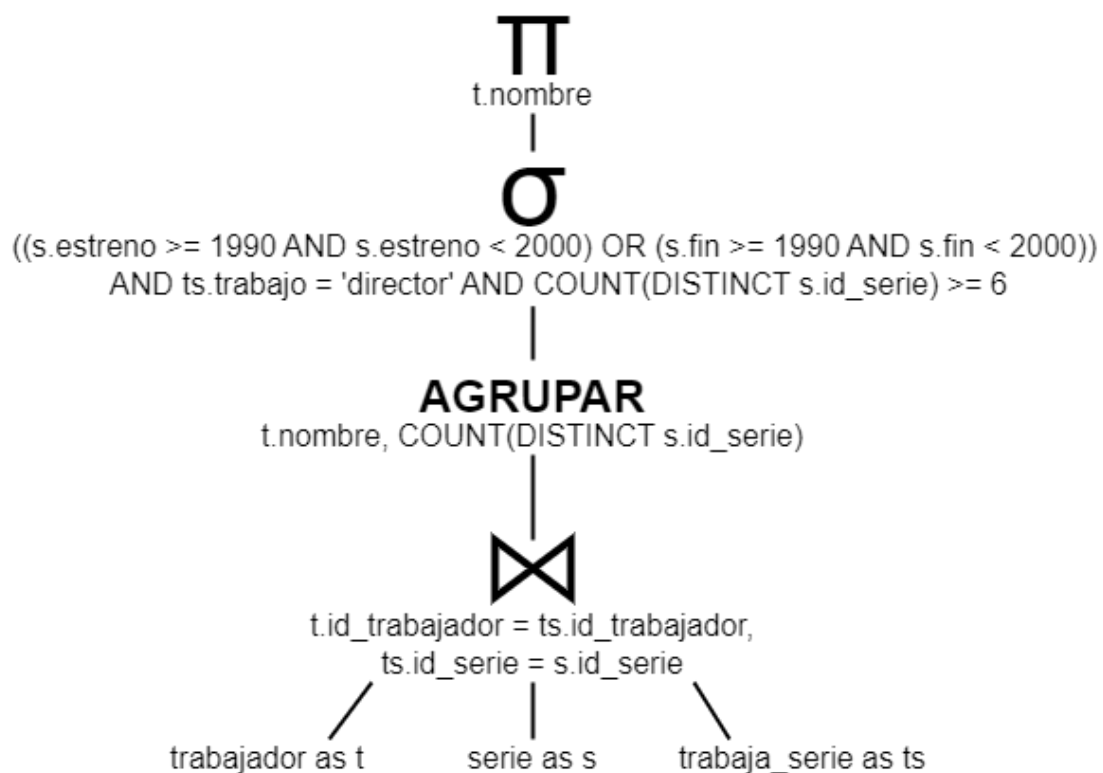 π
t.nombre
σ
((s.estreno >= 1990 AND s.estreno < 2000) OR (s.fin >= 1990 AND s.fin < 2000))
AND ts.trabajo = 'director' AND COUNT(DISTINCT s.id_serie) >= 6
AGRUPAR
t.nombre, COUNT(DISTINCT s.id_serie)
⋈
t.id_trabajador = ts.id_trabajador,
ts.id_serie = s.id_serie
trabajador as t serie as s trabaja_serie as ts